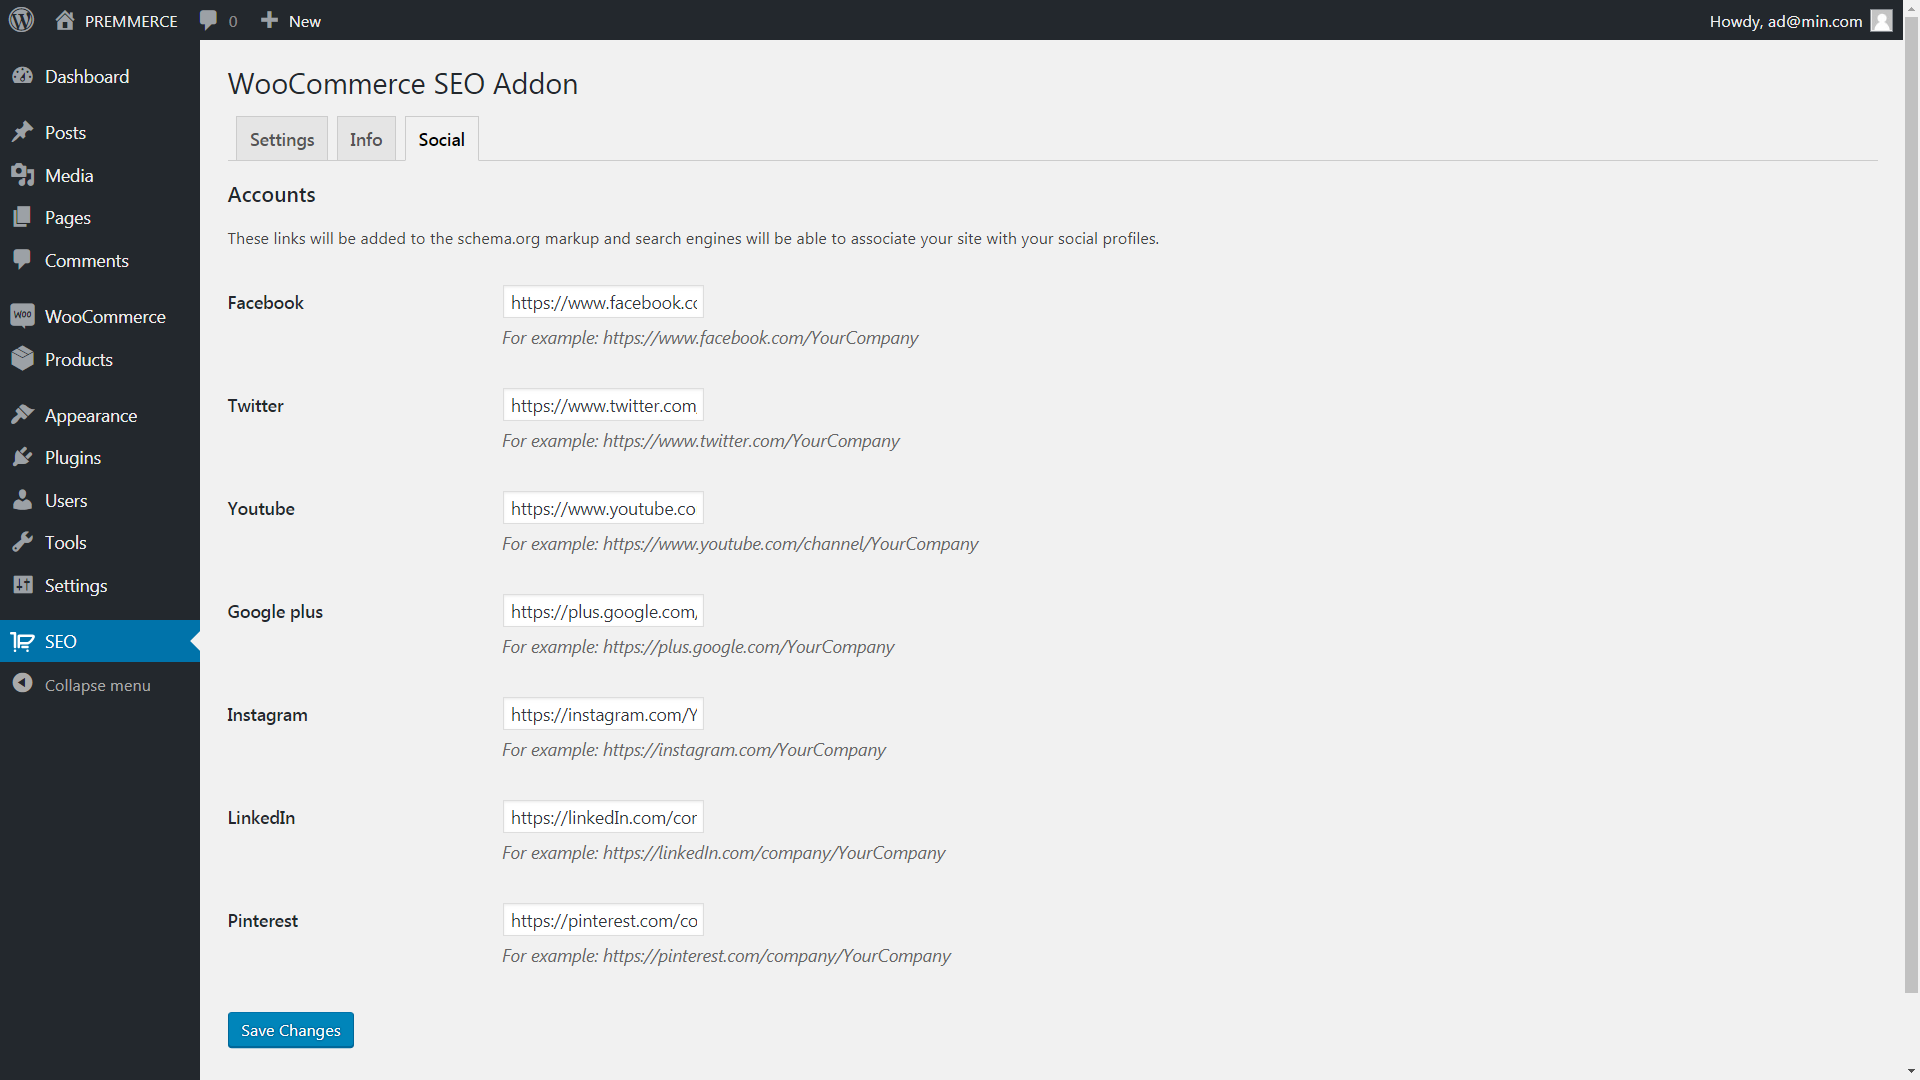 PREMMERCE 0 New Howdy, ad@min.com
Dashboard
Posts
Media
Pages
Comments
WOO WooCommerce
Products
Appearance
Plugins
Users
Tools
Settings
SEO
Collapse menu
WooCommerce SEO Addon
Settings Info Social
Accounts
These links will be added to the schema.org markup and search engines will be able to associate your site with your social profiles.
Facebook https://www.facebook.co
For example: https://www.facebook.com/YourCompany
Twitter https://www.twitter.com/
For example: https://www.twitter.com/YourCompany
Youtube https://www.youtube.co
For example: https://www.youtube.com/channel/YourCompany
Google plus https://plus.google.com/
For example: https://plus.google.com/YourCompany
Instagram https://instagram.com/Y
For example: https://instagram.com/YourCompany
LinkedIn https://linkedIn.com/cor
For example: https://linkedIn.com/company/YourCompany
Pinterest https://pinterest.com/co
For example: https://pinterest.com/company/YourCompany
Save Changes